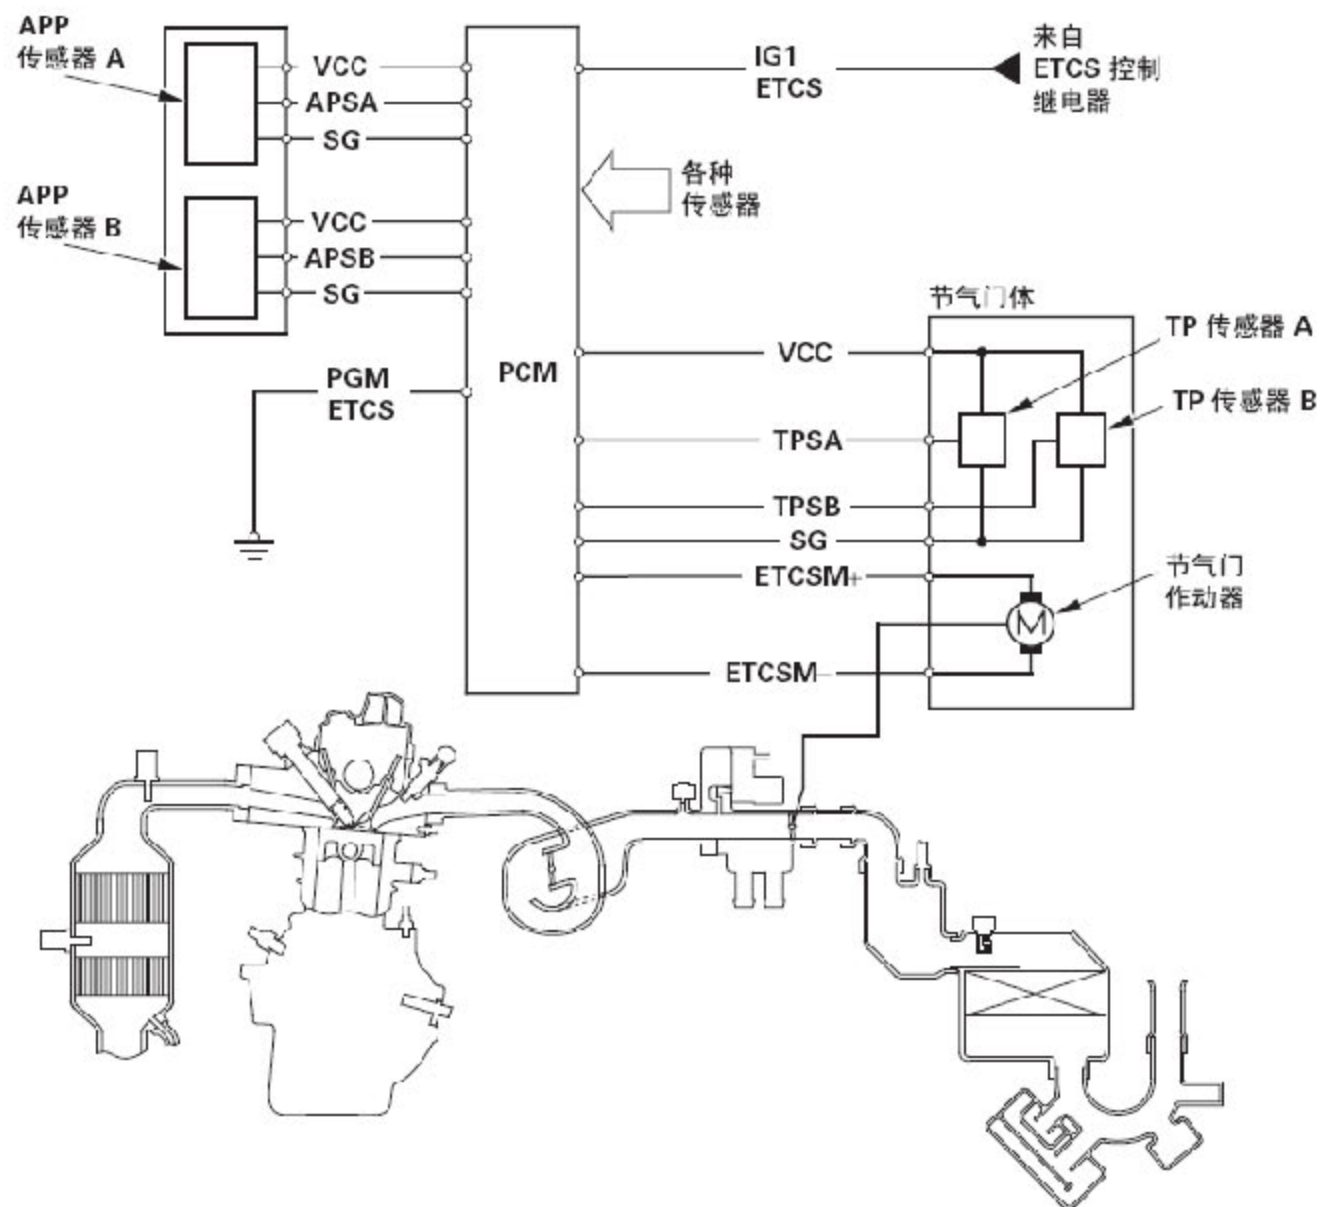 APP
传感器 A
VCC
APSA
SG
APP
传感器 B
VCC
APSB
SG
PGM
ETCS
PCM
IG1
ETCS
来自
ETCS 控制
继电器
各种
传感器
节气门体
VCC
TP 传感器 A
TP 传感器 B
TPSA
TPSB
SG
ETCSM+
节气门
作动器
M
ETCSM-